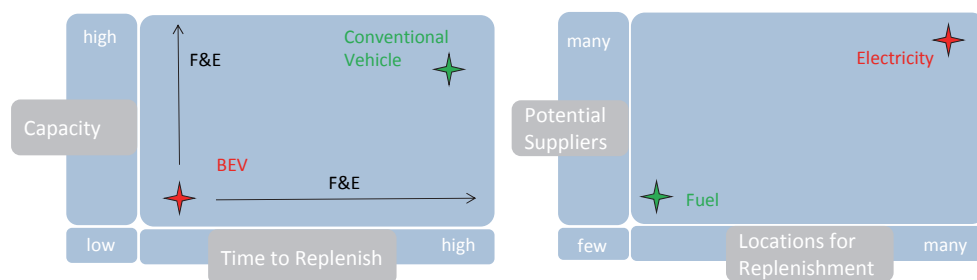 high
F&E
Conventional
Vehicle
Capacity
BEV
F&E
low
Time to Replenish
high
many
Electricity
Potential
Suppliers
Fuel
few
Locations for
Replenishment
many